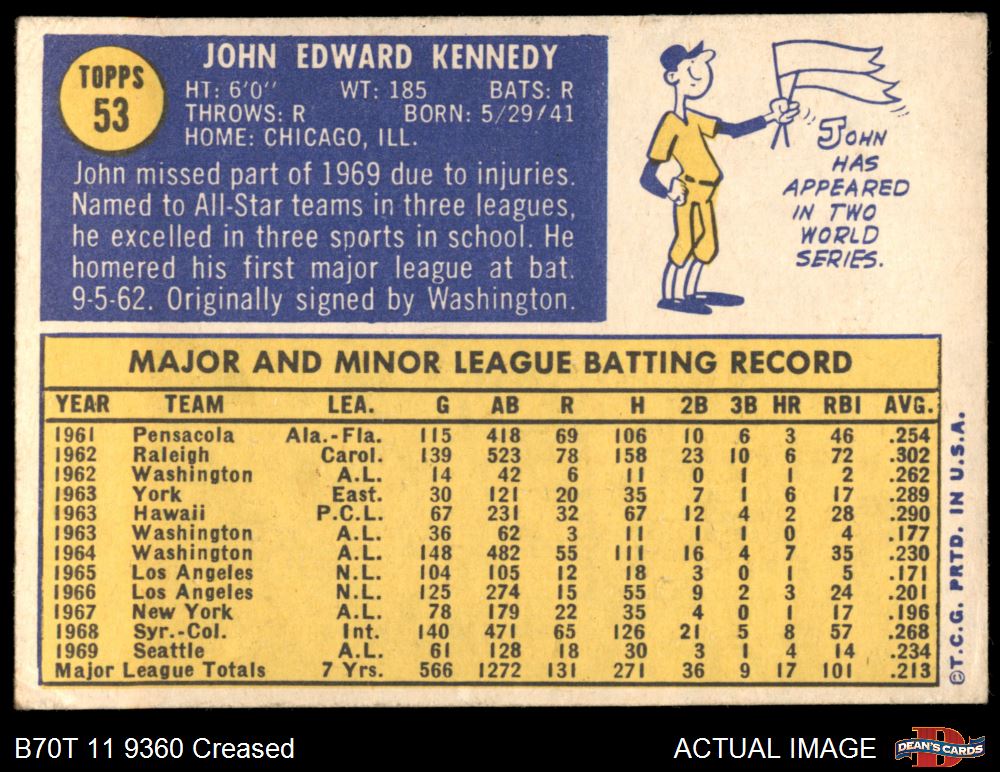 TOPPS
53
JOHN EDWARD KENNEDY
HT: 6'0" WT: 185 BATS: R
THROWS: R BORN: 5/29/41
HOME: CHICAGO, ILL.
John missed part of 1969 due to injuries.
Named to All-Star teams in three leagues,
he excelled in three sports in school. He
homered his first major league at bat.
9-5-62. Originally signed by Washington.
JOHN
HAS
APPEARED
IN TWO
WORLD
SERIES.
MAJOR AND MINOR LEAGUE BATTING RECORD
YEAR TEAM LEA. G AB R H 2B 3B HR RBI AVG.
1961 Pensacola Ala.-Fla. 115 418 69 106 10 6 3 46 .254
1962 Raleigh Carol. 139 523 78 158 23 10 6 72 .302
1962 Washington A.L. 14 42 6 11 0 1 1 2 .262
1963 York East. 30 121 20 35 7 1 6 17 .289
1963 Hawaii P.C.L. 67 231 32 67 12 4 2 28 .290
1963 Washington A.L. 36 62 3 11 1 1 0 4 .177
1964 Washington A.L. 148 482 55 111 16 4 7 35 .230
1965 Los Angeles N.L. 104 105 12 18 3 0 1 5 .171
1966 Los Angeles N.L. 125 274 15 55 9 2 3 24 .201
1967 New York A.L. 78 179 22 35 4 0 1 17 .196
1968 Syr.-Col. Int. 140 471 65 126 21 5 8 57 .268
1969 Seattle A.L. 61 128 18 30 3 1 4 14 .234
Major League Totals 7 Yrs. 566 1272 131 271 36 9 17 101 .213
©T.C.G. PRTD. IN U.S.A.
B70T 11 9360 Creased
ACTUAL IMAGE
DEAN'S CARDS